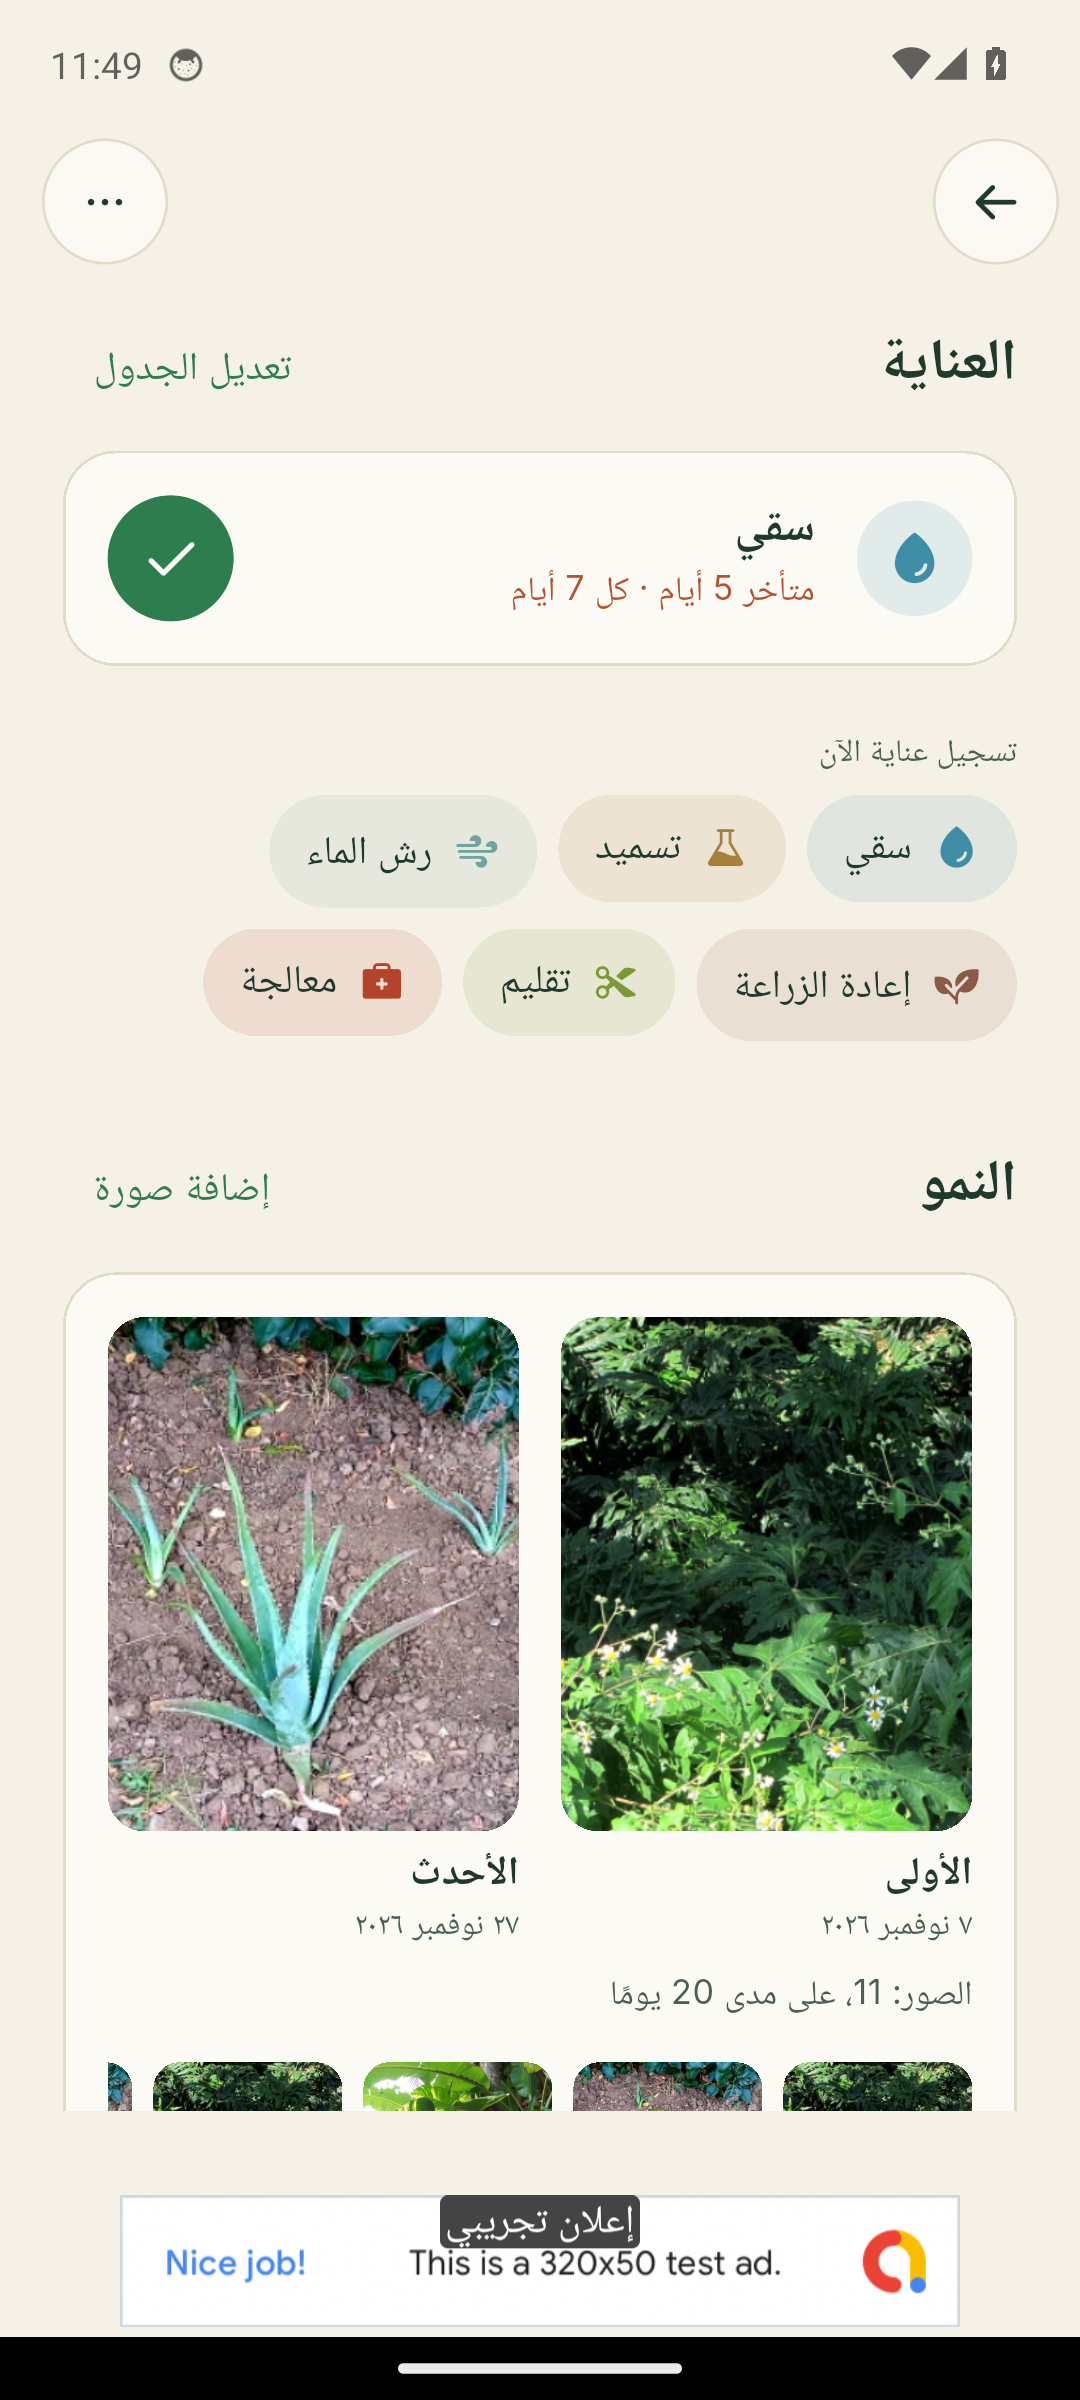 11:49
العناية
تعديل الجدول
سقي
متأخر 5 أيام · كل 7 أيام
تسجيل عناية الآن
سقي
تسميد
رش الماء
إعادة الزراعة
تقليم
معالجة
النمو
إضافة صورة
الأولى
٧ نوفمبر ٢٠٢٦
الأحدث
٢٧ نوفمبر ٢٠٢٦
الصور: 11، على مدى 20 يومًا
إعلان تجريبي
Nice job!
This is a 320x50 test ad.